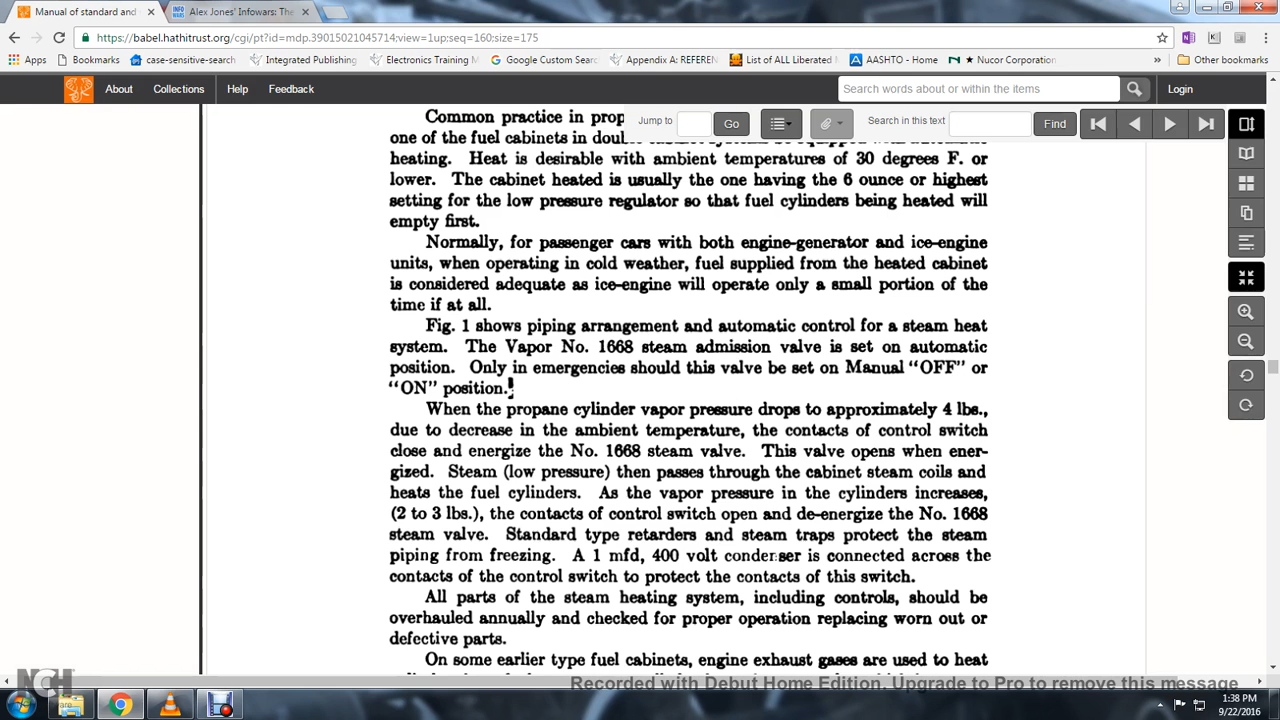 Manual of standard and
Alex Jones' Infowars: The
https://babel.hathitrust.org/cgi/pt?id=mdp.39015021045714;view=1up;seq=160;size=175
Apps Bookmarks case-sensitive-search Integrated Publishing Electronics Training M Google Custom Sea Appendix A: REFEREN List of ALL Liberated AASHTO - Home Nucor Corporation » Other bookmarks
About Collections Help Feedback Search words about or within the items Login
Jump to Go Search in this text Find
Common practice in prop
one of the fuel cabinets in doub
heating. Heat is desirable with ambient temperatures of 30 degrees F. or
lower. The cabinet heated is usually the one having the 6 ounce or highest
setting for the low pressure regulator so that fuel cylinders being heated will
empty first.
Normally, for passenger cars with both engine-generator and ice-engine
units, when operating in cold weather, fuel supplied from the heated cabinet
is considered adequate as ice-engine will operate only a small portion of the
time if at all.
Fig. 1 shows piping arrangement and automatic control for a steam heat
system. The Vapor No. 1668 steam admission valve is set on automatic
position. Only in emergencies should this valve be set on Manual "OFF" or
"ON" position.
When the propane cylinder vapor pressure drops to approximately 4 lbs.,
due to decrease in the ambient temperature, the contacts of control switch
close and energize the No. 1668 steam valve. This valve opens when ener-
gized. Steam (low pressure) then passes through the cabinet steam coils and
heats the fuel cylinders. As the vapor pressure in the cylinders increases,
(2 to 3 lbs.), the contacts of control switch open and de-energize the No. 1668
steam valve. Standard type retarders and steam traps protect the steam
piping from freezing. A 1 mfd, 400 volt condenser is connected across the
contacts of the control switch to protect the contacts of this switch.
All parts of the steam heating system, including controls, should be
overhauled annually and checked for proper operation replacing worn out or
defective parts.
On some earlier type fuel cabinets, engine exhaust gases are used to heat
NCH
Recorded with Debut Home Edition. Upgrade to Pro to remove this message
1:38 PM
9/22/2016